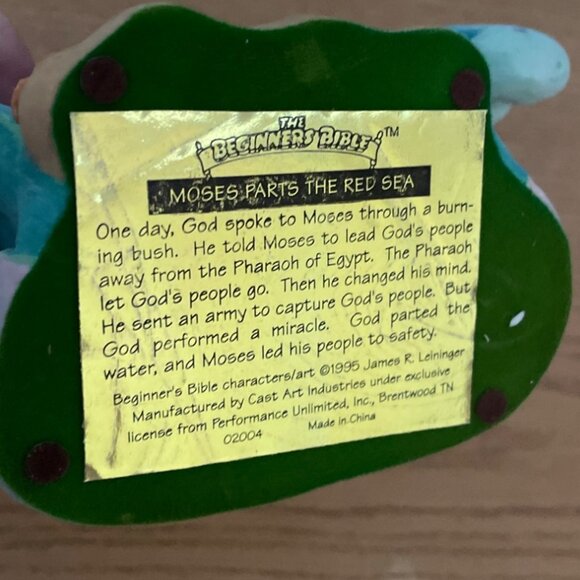 THE
BEGINNERS BIBLE™
MOSES PARTS THE RED SEA
One day, God spoke to Moses through a burn-
ing bush. He told Moses to lead God's people
away from the Pharaoh of Egypt. The Pharaoh
let God's people go. Then he changed his mind.
He sent an army to capture God's people. But
God performed a miracle. God parted the
water, and Moses led his people to safety.
Beginner's Bible characters/art ©1995 James R. Leininger
Manufactured by Cast Art Industries under exclusive
license from Performance Unlimited, Inc., Brentwood TN
02004 Made in China